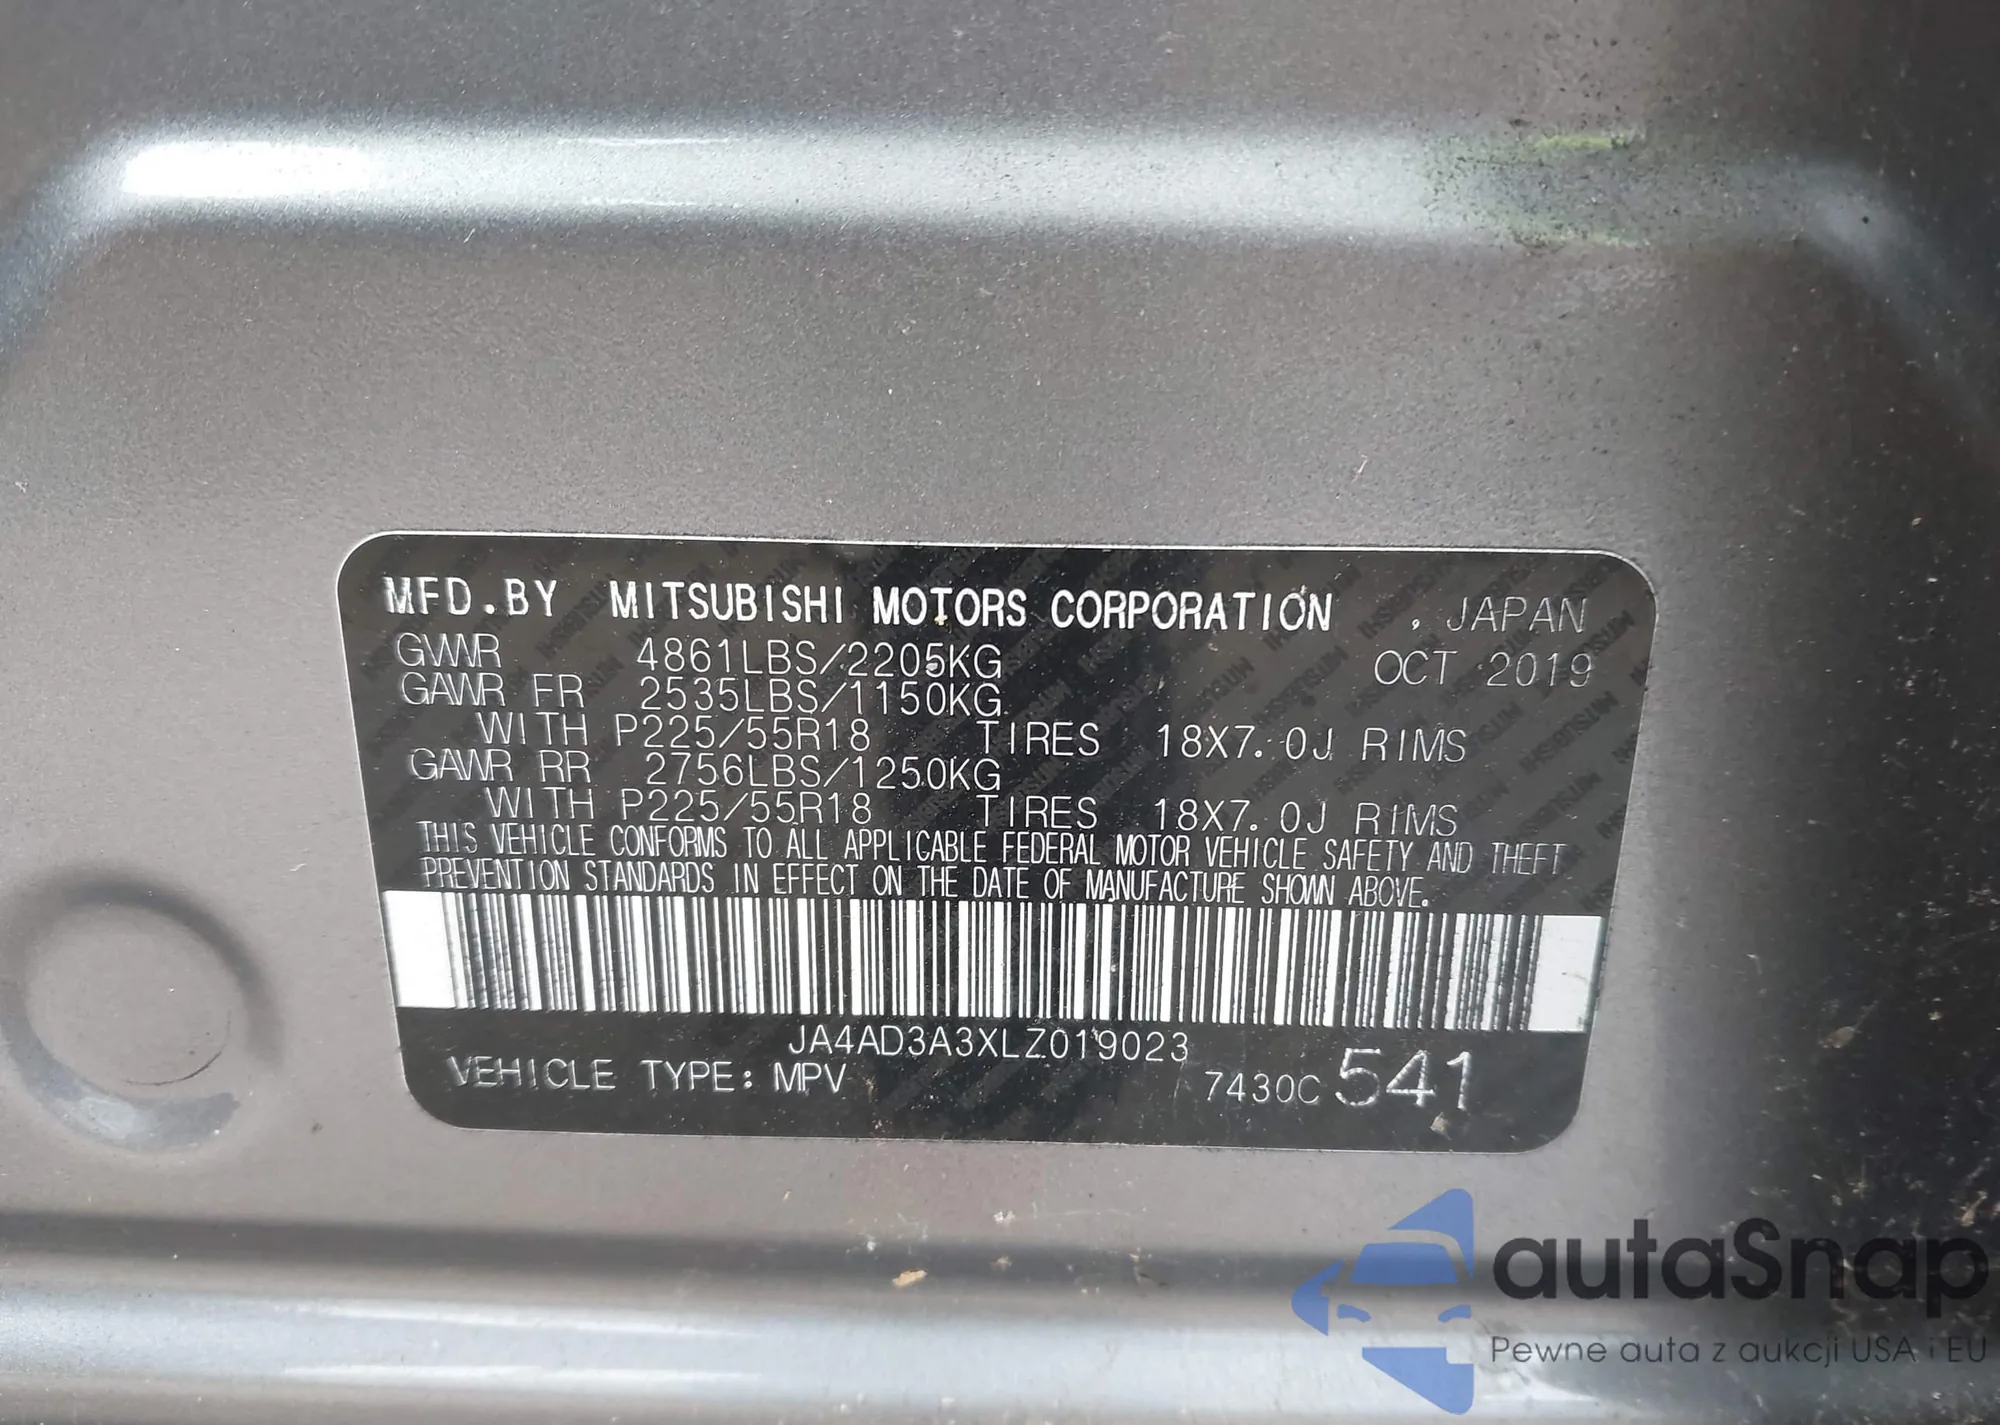 MFD.BY MITSUBISHI MOTORS CORPORATION , JAPAN
GVWR 4861LBS/2205KG OCT 2019
GAWR FR 2535LBS/1150KG
WITH P225/55R18 TIRES 18X7.0J RIMS
GAWR RR 2756LBS/1250KG
WITH P225/55R18 TIRES 18X7.0J RIMS
THIS VEHICLE CONFORMS TO ALL APPLICABLE FEDERAL MOTOR VEHICLE SAFETY AND THEFT
PREVENTION STANDARDS IN EFFECT ON THE DATE OF MANUFACTURE SHOWN ABOVE.
JA4AD3A3XLZ019023
VEHICLE TYPE: MPV 7430C 541
autaSnap
Pewne auta z aukcji USA i EU